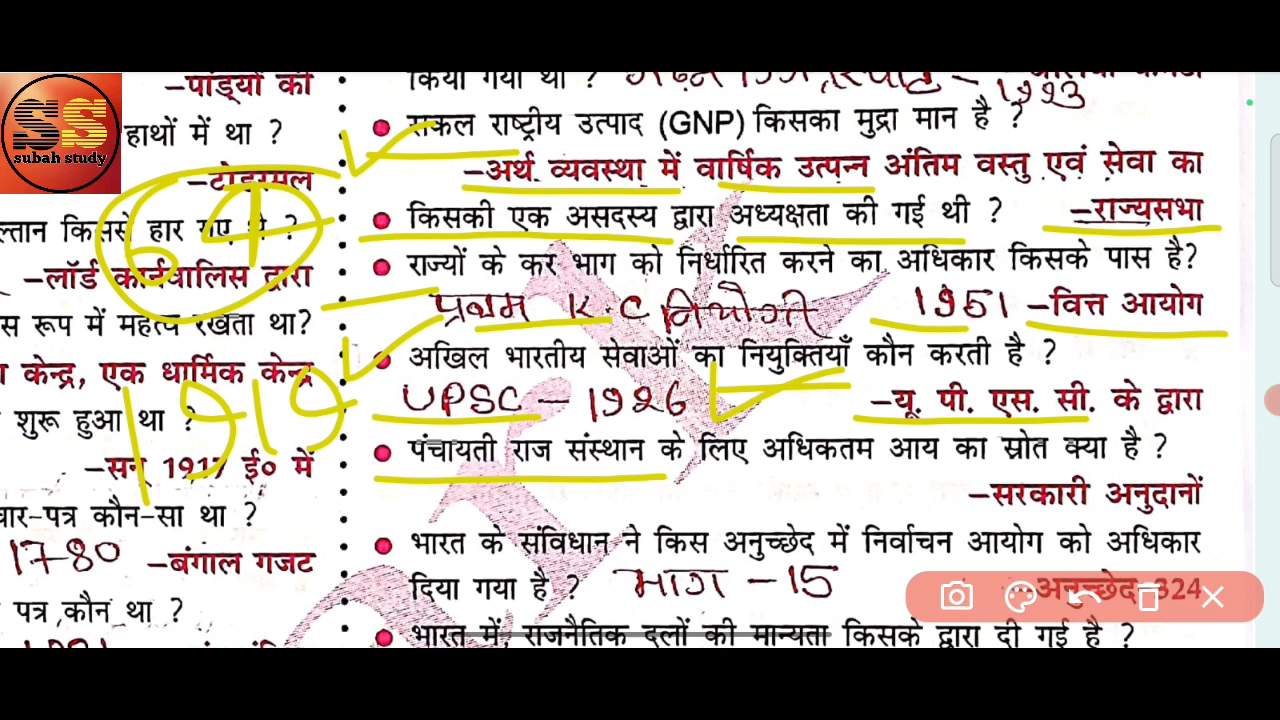 SS
subah study
–पांड्यों की
हाथों में था ?
–टोडरमल
ल्तान किससे हार गए थे ?
–लॉर्ड कार्नवालिस द्वारा
स रूप में महत्व रखता था?
ा केन्द्र, एक धार्मिक केन्द्र
शुरू हुआ था ?
–सन् 1917 ई० में
चार-पत्र कौन-सा था ?
1780 –बंगाल गजट
पत्र कौन था ?
64
1919
किया गया था ?
1993
सकल राष्ट्रीय उत्पाद (GNP) किसका मुद्रा मान है ?
–अर्थ व्यवस्था में वार्षिक उत्पन्न अंतिम वस्तु एवं सेवा का
किसकी एक असदस्य द्वारा अध्यक्षता की गई थी ? –राज्यसभा
राज्यों के कर भाग को निर्धारित करने का अधिकार किसके पास है?
प्रथम K.C नियोगी 1951 –वित्त आयोग
अखिल भारतीय सेवाओं का नियुक्तियाँ कौन करती है ?
UPSC – 1926 –यू. पी. एस. सी. के द्वारा
पंचायती राज संस्थान के लिए अधिकतम आय का स्रोत क्या है ?
–सरकारी अनुदानों
भारत के संविधान ने किस अनुच्छेद में निर्वाचन आयोग को अधिकार
दिया गया है ? भाग – 15 –अनुच्छेद 324
भारत में राजनैतिक दलों की मान्यता किसके द्वारा दी गई है ?